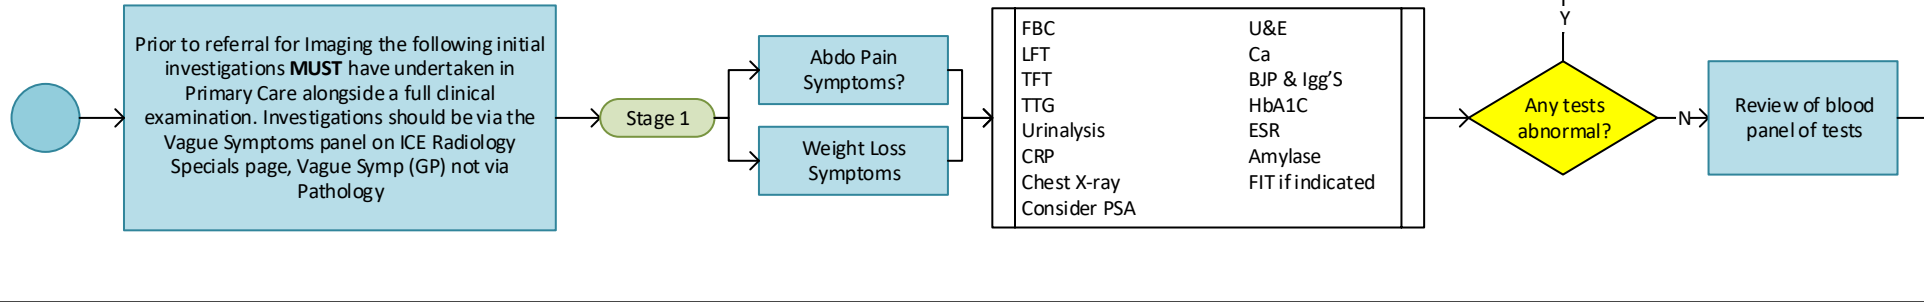 Prior to referral for Imaging the following initial
investigations MUST have undertaken in
Primary Care alongside a full clinical
examination. Investigations should be via the
Vague Symptoms panel on ICE Radiology
Specials page, Vague Symp (GP) not via
Pathology
Stage 1
Abdo Pain
Symptoms?
Weight Loss
Symptoms
FBC
LFT
TFT
TTG
Urinalysis
CRP
Chest X-ray
Consider PSA
U&E
Ca
BJP & Igg’S
HbA1C
ESR
Amylase
FIT if indicated
Y
Any tests
abnormal?
N
Review of blood
panel of tests